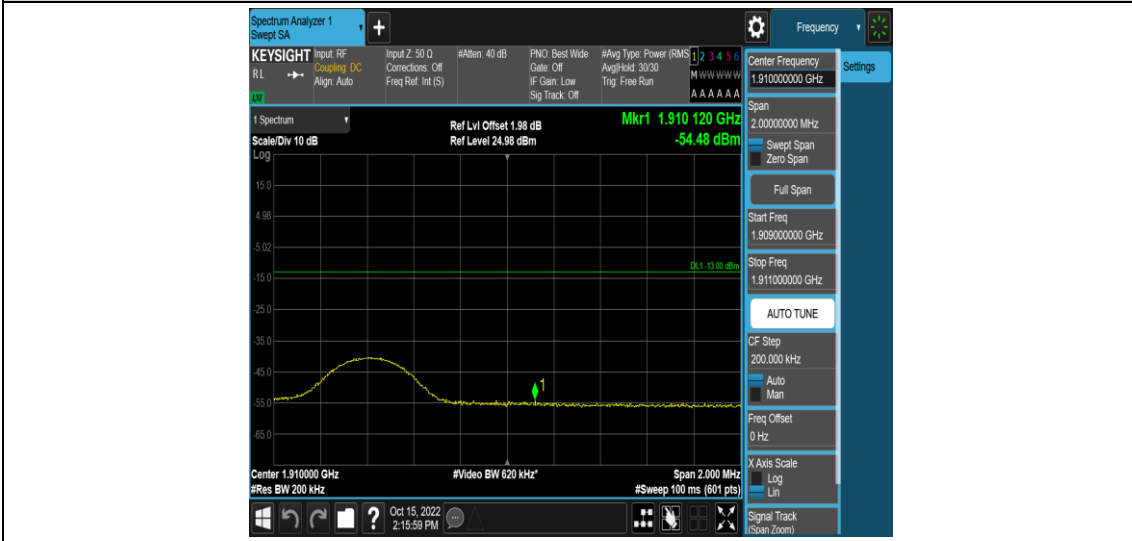 Spectrum Analyzer 1
Swept SA
+
Frequency
KEYSIGHT
RL
LXI
Input: RF
Coupling: DC
Align: Auto
Input Z: 50 Ω
Corrections: Off
Freq Ref: Int (S)
#Atten: 40 dB
PNO: Best Wide
Gate: Off
IF Gain: Low
Sig Track: Off
#Avg Type: Power (RMS
Avg|Hold: 30/30
Trig: Free Run
1 2 3 4 5 6
M W W W W W
A A A A A A
1 Spectrum
Scale/Div 10 dB
Log
Ref Lvl Offset 1.98 dB
Ref Level 24.98 dBm
Mkr1 1.910 120 GHz
-54.48 dBm
15.0
4.98
-5.02
-15.0
-25.0
-35.0
-45.0
-55.0
-65.0
DL1 -13.00 dBm
1
Center 1.910000 GHz
#Res BW 200 kHz
#Video BW 620 kHz*
Span 2.000 MHz
#Sweep 100 ms (601 pts)
?
Oct 15, 2022
2:15:59 PM
Center Frequency
1.910000000 GHz
Settings
Span
2.00000000 MHz
Swept Span
Zero Span
Full Span
Start Freq
1.909000000 GHz
Stop Freq
1.911000000 GHz
AUTO TUNE
CF Step
200.000 kHz
Auto
Man
Freq Offset
0 Hz
X Axis Scale
Log
Lin
Signal Track
(Span Zoom)